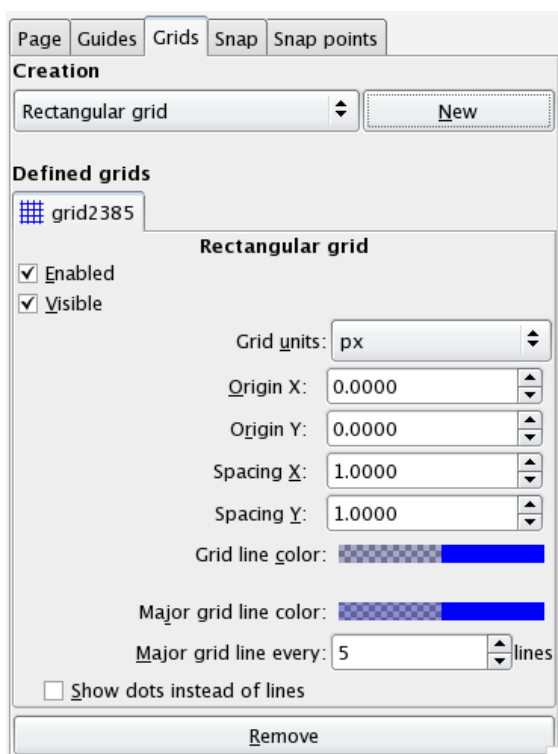 Page Guides Grids Snap Snap points
Creation
Rectangular grid New
Defined grids
grid2385
Rectangular grid
Enabled
Visible
Grid units: px
Origin X: 0.0000
Origin Y: 0.0000
Spacing X: 1.0000
Spacing Y: 1.0000
Grid line color:
Major grid line color:
Major grid line every: 5 lines
Show dots instead of lines
Remove